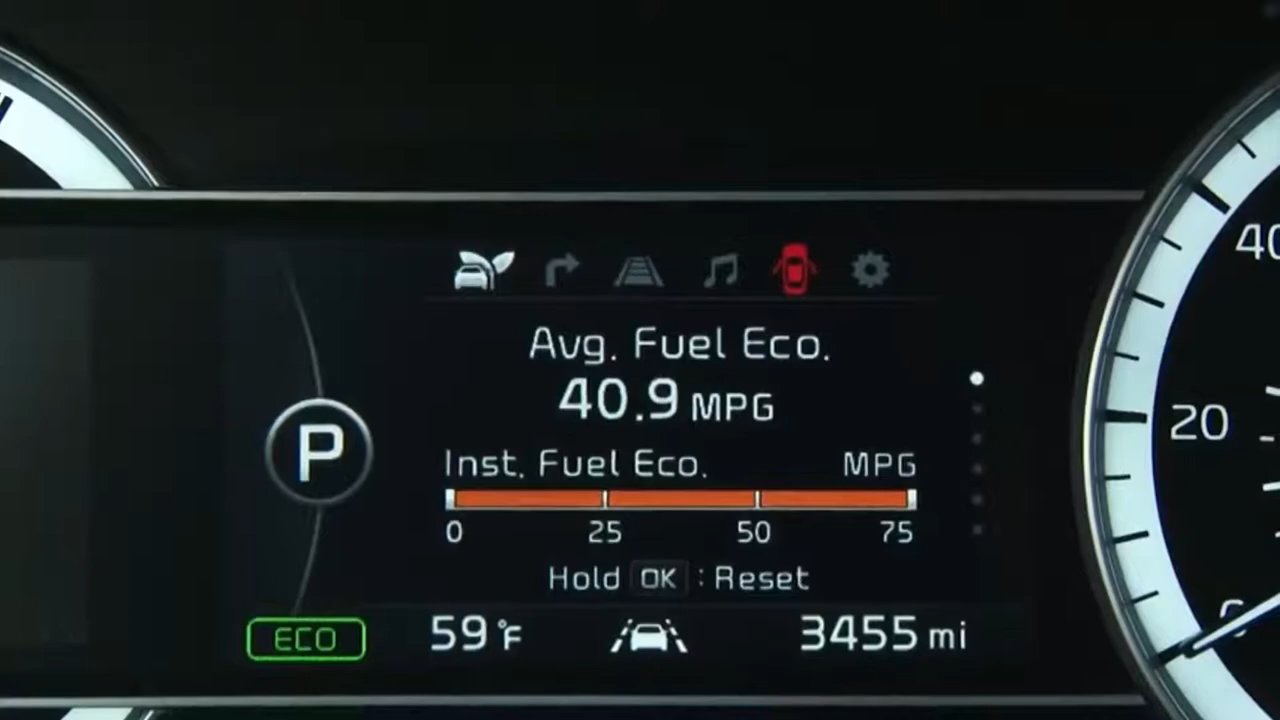 Avg. Fuel Eco.
40.9 MPG
P
Inst. Fuel Eco. MPG
0 25 50 75
Hold OK : Reset
ECO 59 °F 3455 mi
40
20
0